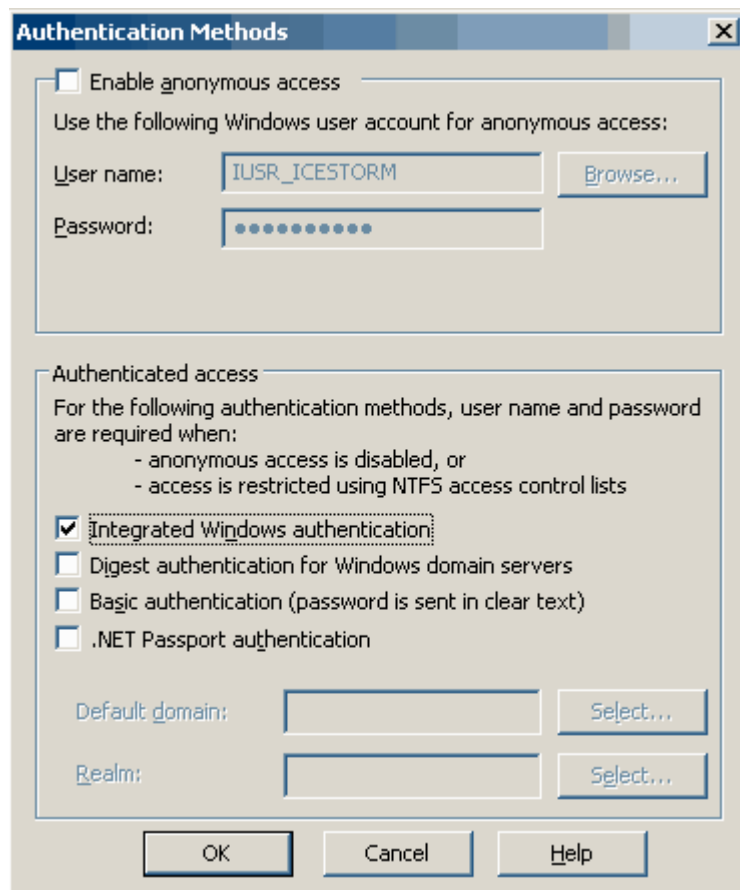 Authentication Methods
Enable anonymous access
Use the following Windows user account for anonymous access:
User name:
IUSR_ICESTORM
Browse...
Password:
●●●●●●●●●●
Authenticated access
For the following authentication methods, user name and password
are required when:
- anonymous access is disabled, or
- access is restricted using NTFS access control lists
Integrated Windows authentication
Digest authentication for Windows domain servers
Basic authentication (password is sent in clear text)
.NET Passport authentication
Default domain:
Select...
Realm:
Select...
OK
Cancel
Help